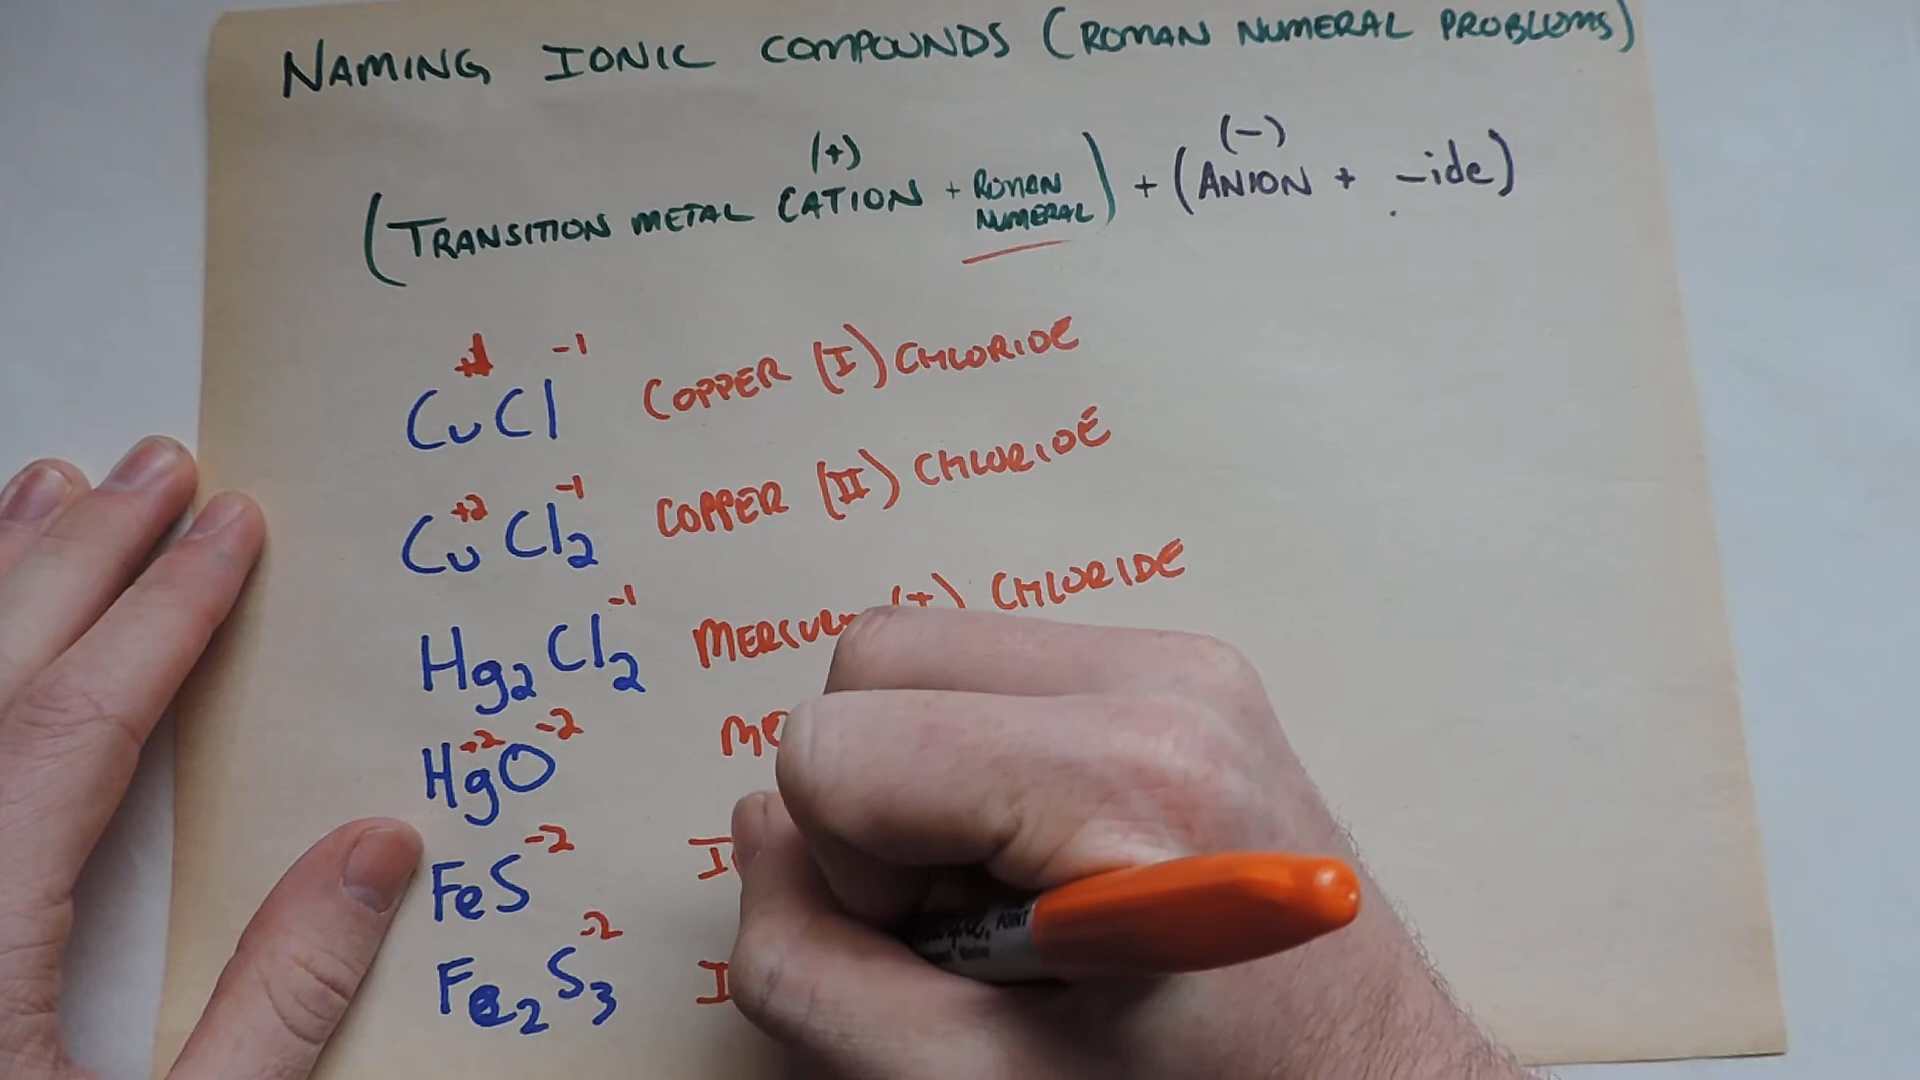 NAMING IONIC COMPOUNDS (ROMAN NUMERAL PROBLEMS)
(+) (-)
(TRANSITION METAL CATION + ROMAN NUMERAL) + (ANION + -ide)
+1 -1
CuCl COPPER (I) CHLORIDE
+2 -1
CuCl2 COPPER (II) CHLORIDE
-1
Hg2Cl2 CHLORIDE
+2 -2
HgO
-2
FeS
-2
Fe2S3
POINT